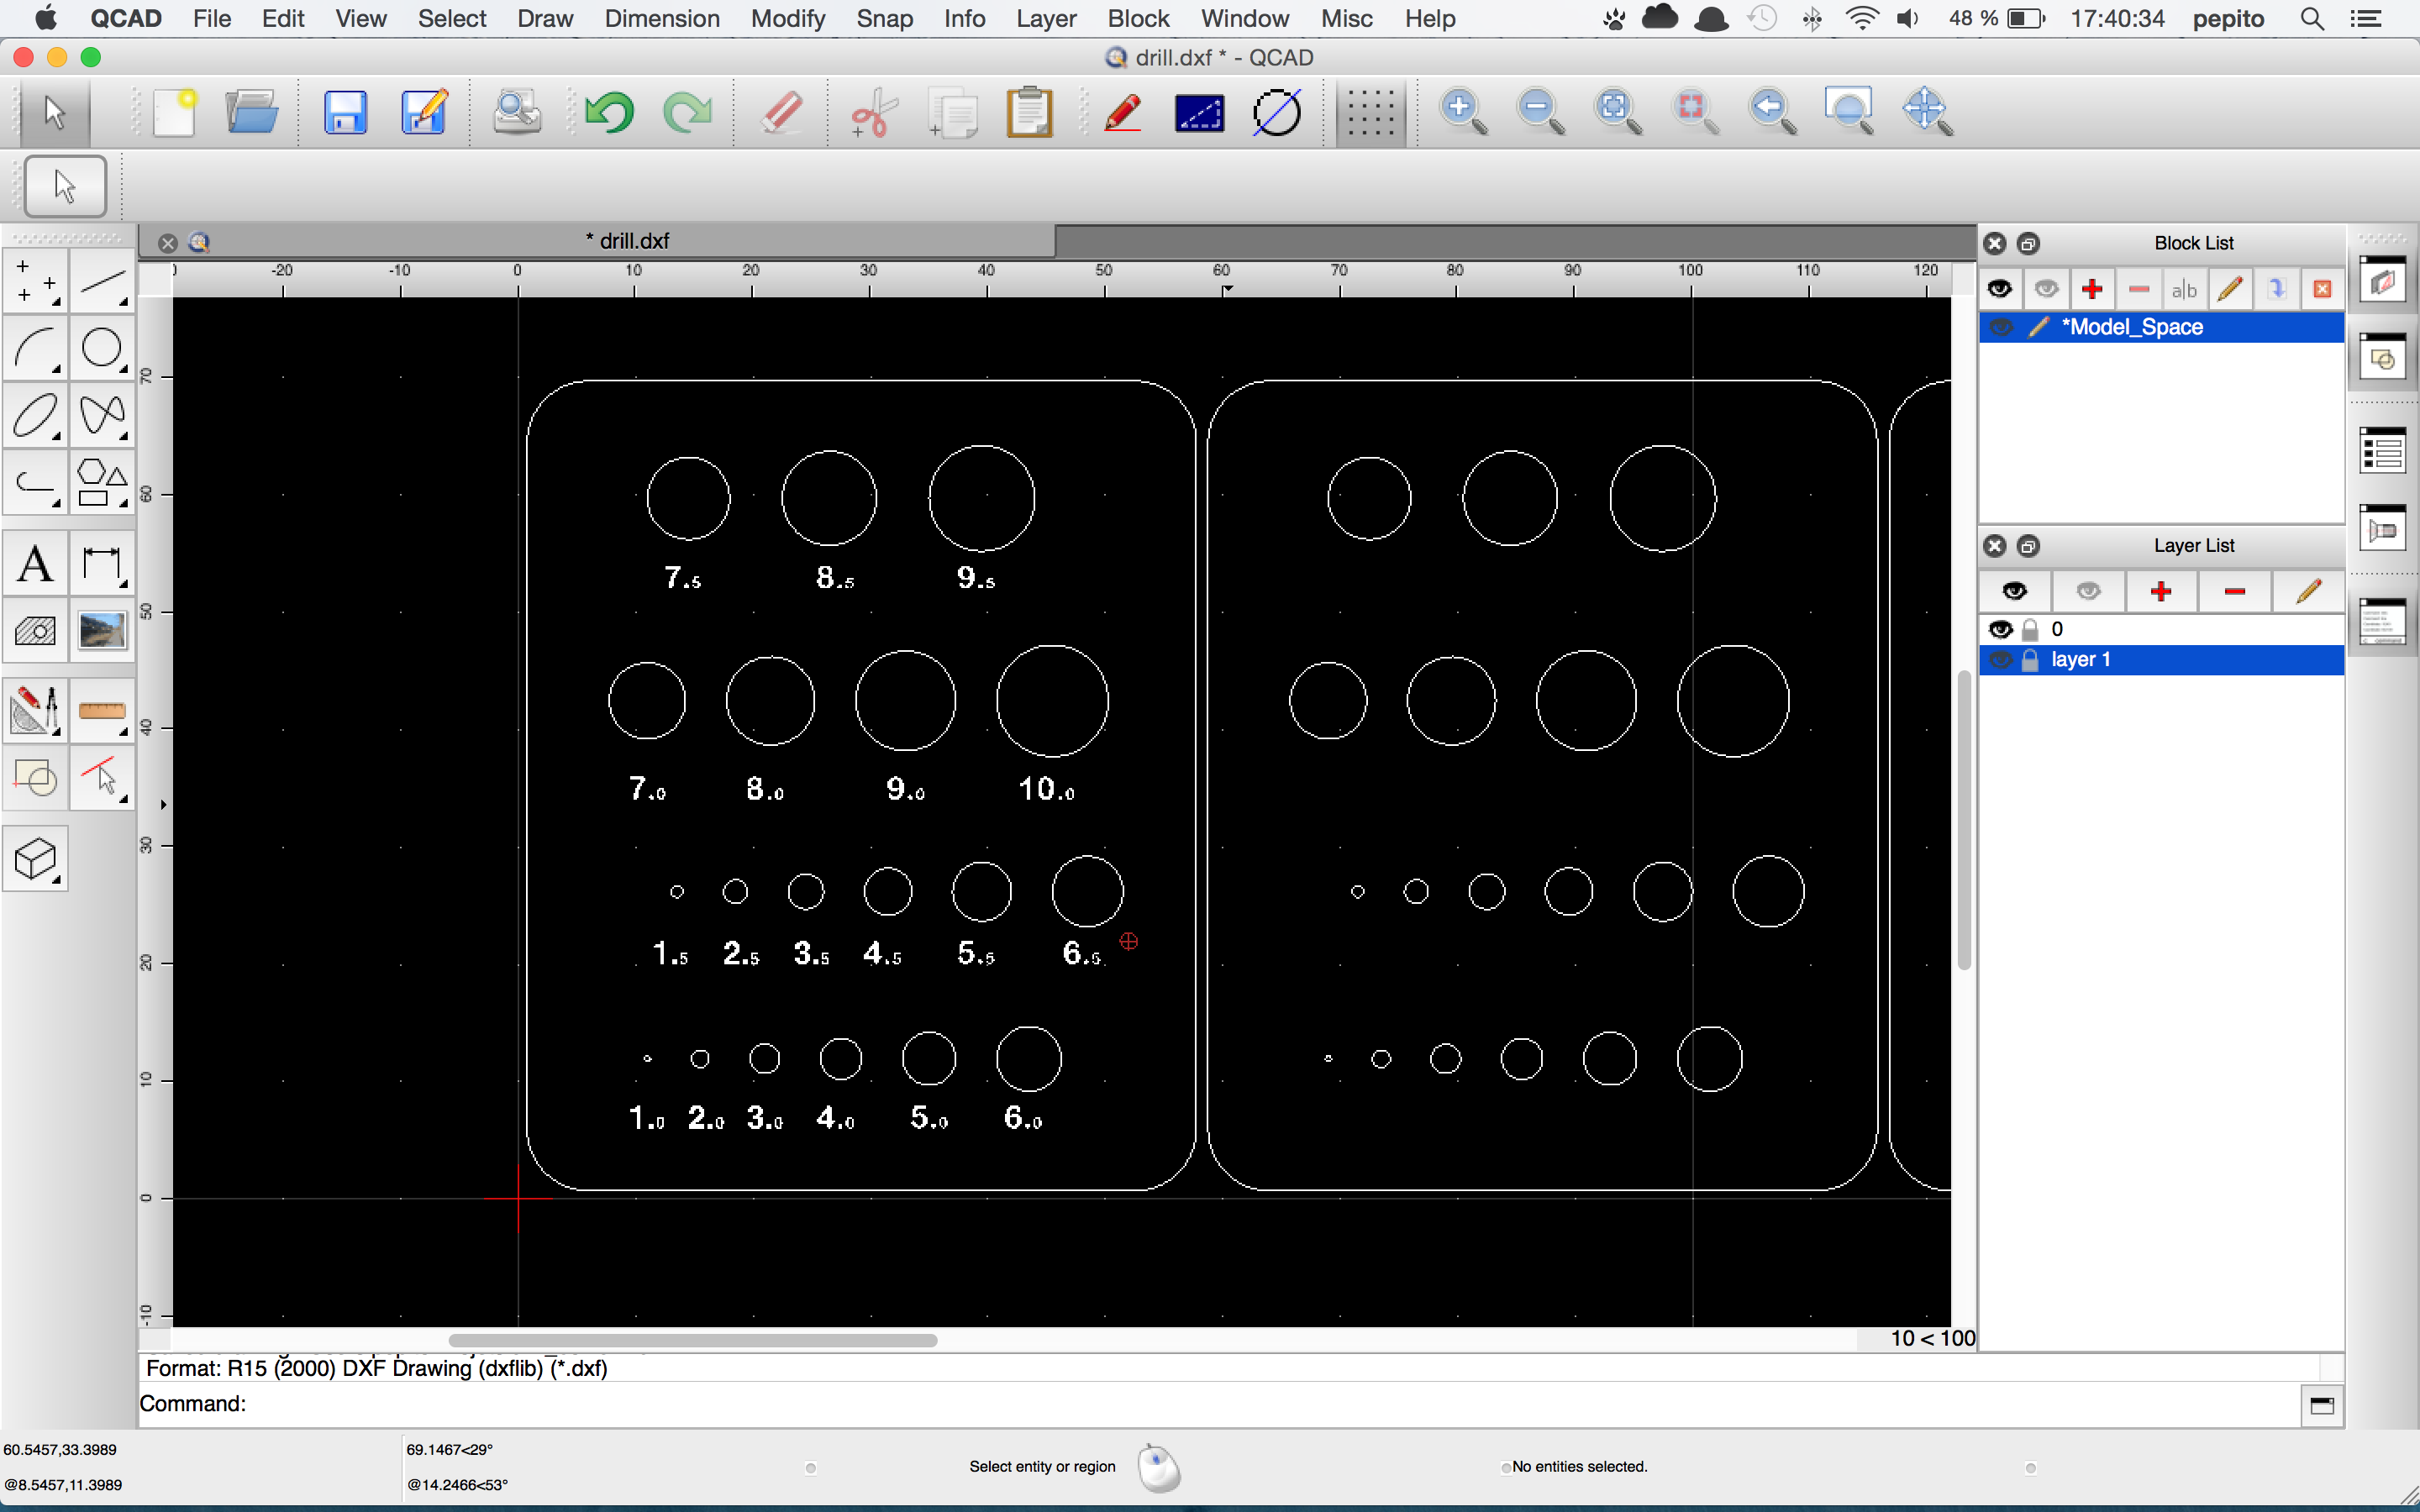 QCAD File Edit View Select Draw Dimension Modify Snap Info Layer Block Window Misc Help 48 % 17:40:34 pepito
drill.dxf * - QCAD
* drill.dxf
-20 -10 0 10 20 30 40 50 60 70 80 90 100 110 120
70
60
50
40
30
20
10
0
-10
7.5 8.5 9.5
7.0 8.0 9.0 10.0
1.5 2.5 3.5 4.5 5.5 6.5
1.0 2.0 3.0 4.0 5.0 6.0
10 < 100
Block List
a|b
*Model_Space
Layer List
0
layer 1
Format: R15 (2000) DXF Drawing (dxflib) (*.dxf)
Command:
60.5457,33.3989
@8.5457,11.3989
69.1467<29°
@14.2466<53°
Select entity or region
No entities selected.